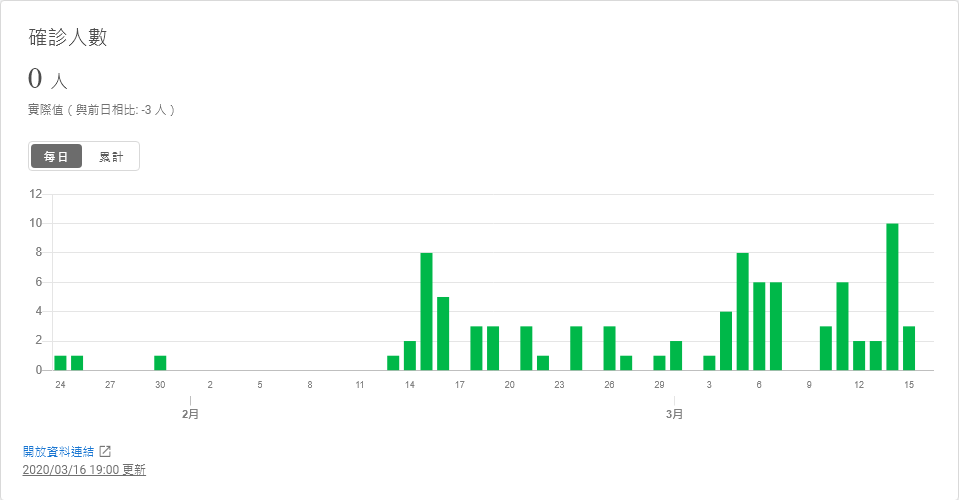 確診人數
0 人
實際值 ( 與前日相比: -3 人 )
每日 累計
12
10
8
6
4
2
0
24 27 30 2 5 8 11 14 17 20 23 26 29 3 6 9 12 15
2月 3月
開放資料連結
2020/03/16 19:00 更新